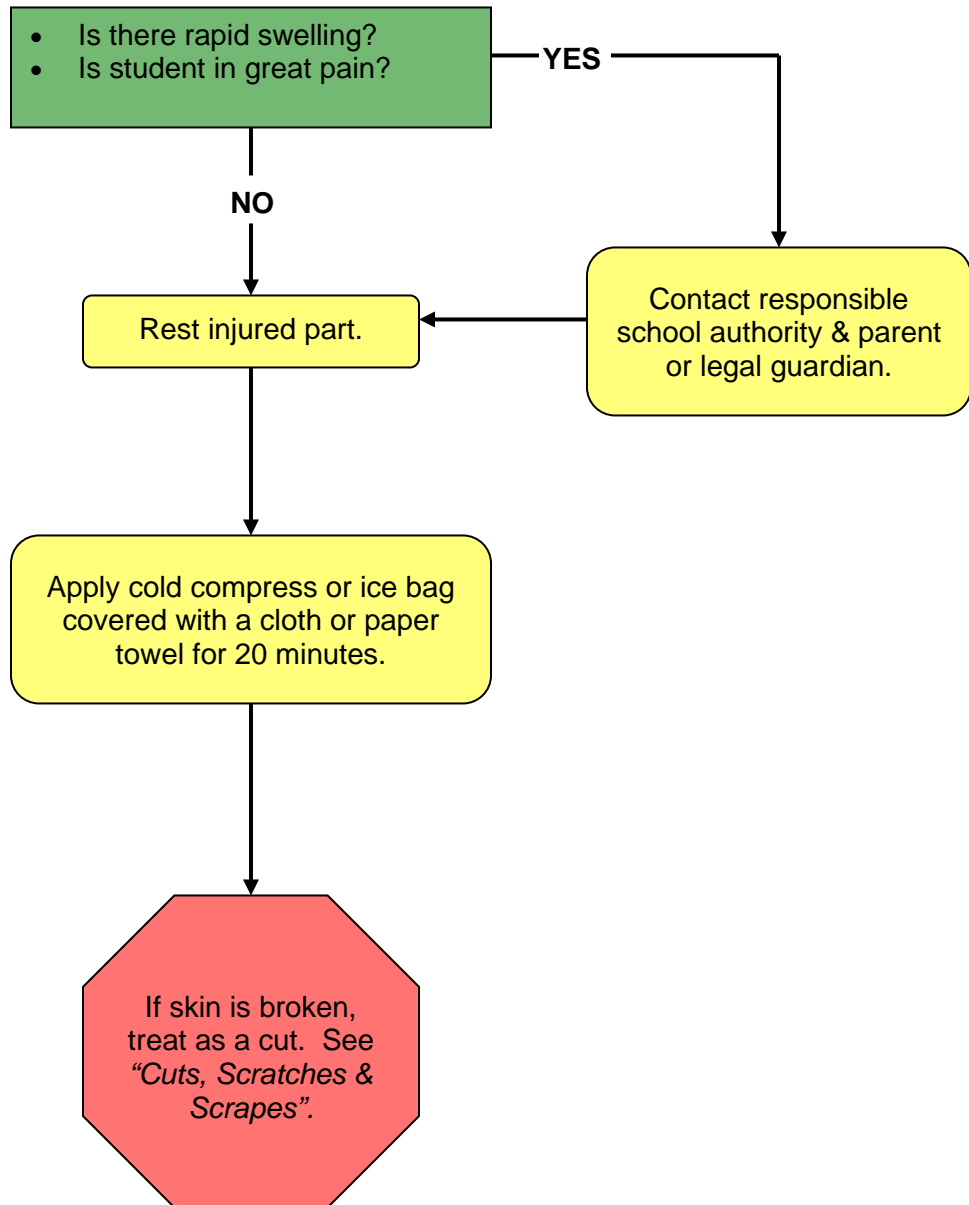 • Is there rapid swelling?
• Is student in great pain?
YES
NO
Rest injured part.
Contact responsible
school authority & parent
or legal guardian.
Apply cold compress or ice bag
covered with a cloth or paper
towel for 20 minutes.
If skin is broken,
treat as a cut.  See
“Cuts, Scratches &
Scrapes”.